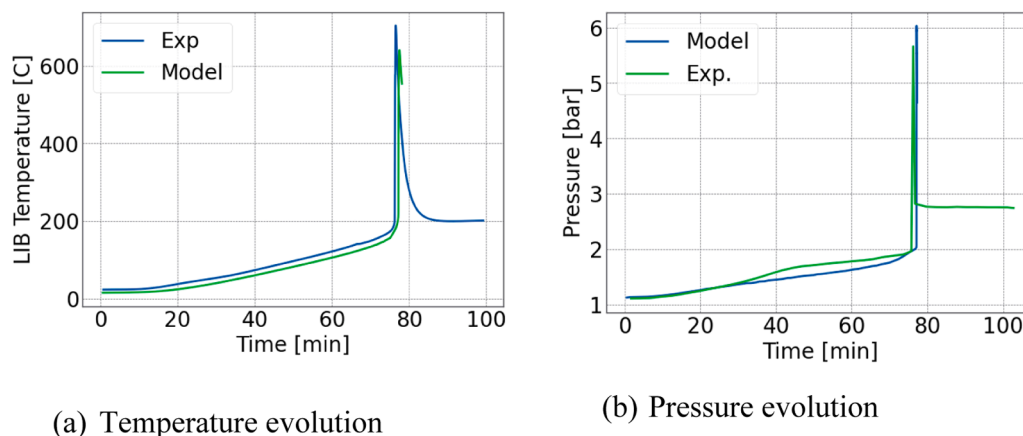 LIB Temperature [C]
600
400
200
0
Exp
Model
0 20 40 60 80 100
Time [min]
(a) Temperature evolution
Pressure [bar]
6
5
4
3
2
1
Model
Exp.
0 20 40 60 80 100
Time [min]
(b) Pressure evolution